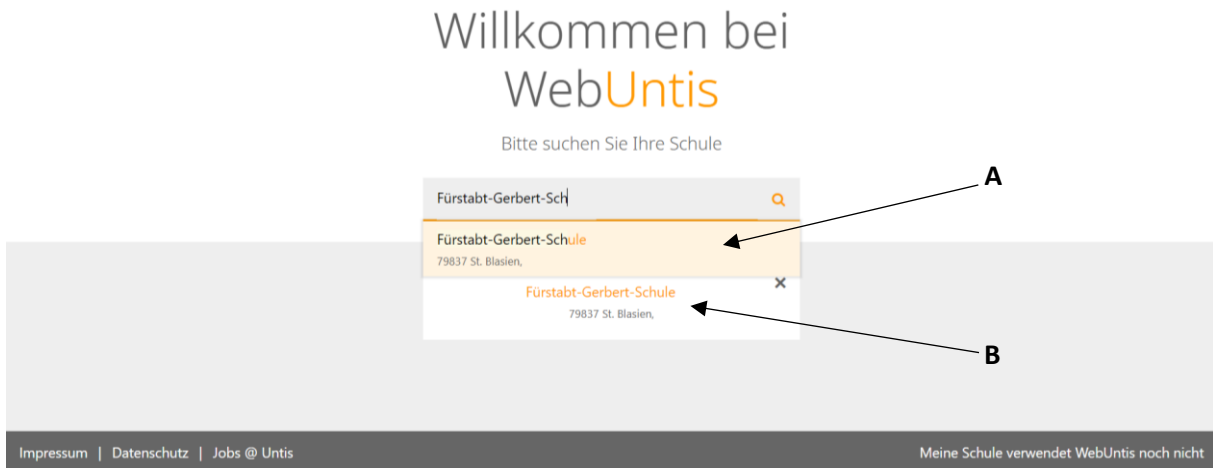 Willkommen bei
WebUntis
Bitte suchen Sie Ihre Schule
A
Fürstabt-Gerbert-Sch
Fürstabt-Gerbert-Schule
79837 St. Blasien,
Fürstabt-Gerbert-Schule
79837 St. Blasien,
B
Impressum | Datenschutz | Jobs @ Untis
Meine Schule verwendet WebUntis noch nicht